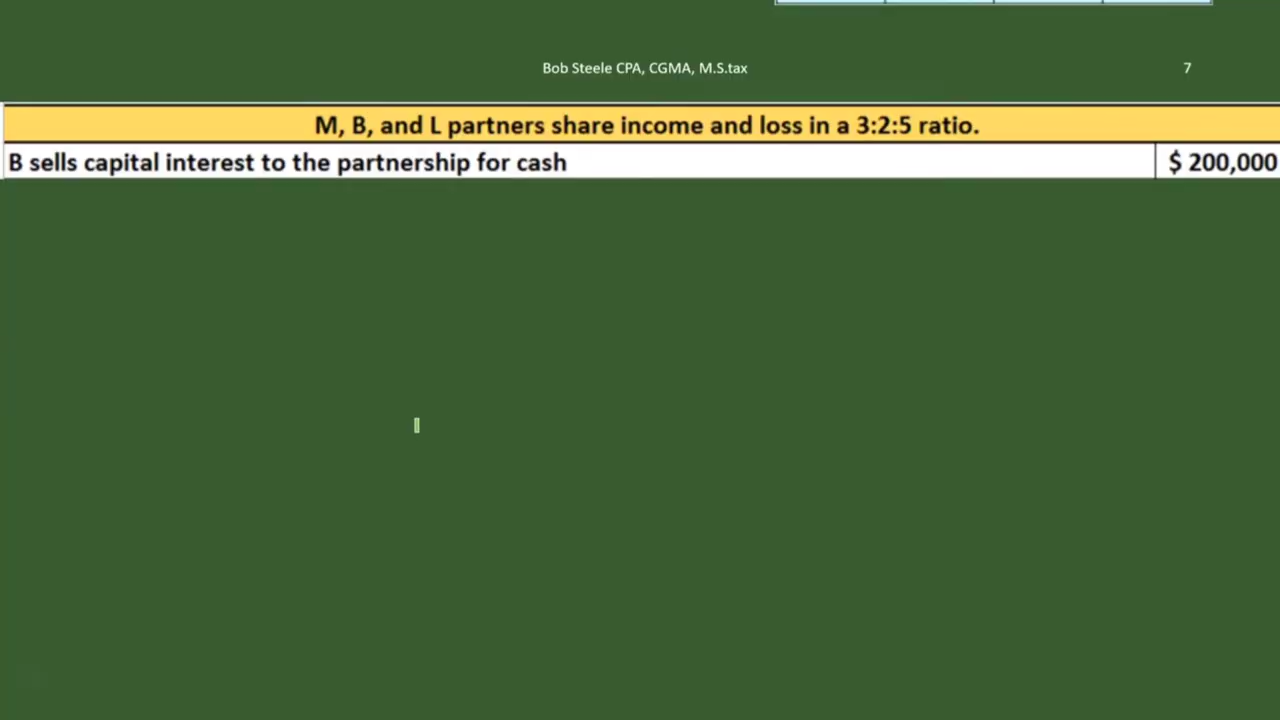 Bob Steele CPA, CGMA, M.S.tax
7
M, B, and L partners share income and loss in a 3:2:5 ratio.
B sells capital interest to the partnership for cash $ 200,000